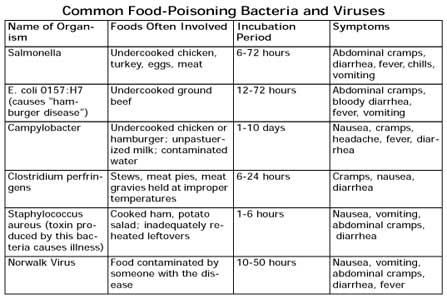 Common Food-Poisoning Bacteria and Viruses
Name of Organ-
ism
Foods Often Involved
Incubation
Period
Symptoms
Salmonella
Undercooked chicken,
turkey, eggs, meat
6-72 hours
Abdominal cramps,
diarrhea, fever, chills,
vomiting
E. coli 0157:H7
(causes "ham-
burger disease")
Undercooked ground
beef
12-72 hours
Abdominal cramps,
bloody diarrhea,
fever, vomiting
Campylobacter
Undercooked chicken or
hamburger; unpastuer-
ized milk; contaminated
water
1-10 days
Nausea, cramps,
headache, fever, diar-
rhea
Clostridium perfrin-
gens
Stews, meat pies, meat
gravies held at improper
temperatures
6-24 hours
Cramps, nausea,
diarrhea
Staphylococcus
aureus (toxin pro-
duced by this bac-
teria causes illness)
Cooked ham, potato
salad; inadequately re-
heated leftovers
1-6 hours
Nausea, vomiting,
abdominal cramps,
diarrhea
Norwalk Virus
Food contaminated by
someone with the dis-
ease
10-50 hours
Nausea, vomiting,
abdominal cramps,
diarrhea, fever